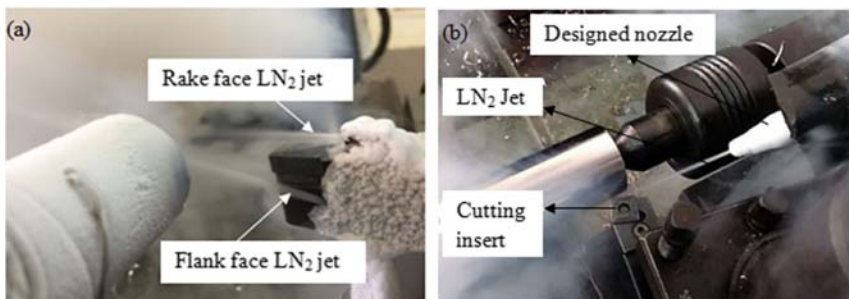 (a)
Rake face LN₂ jet
Flank face LN₂ jet
(b)
Designed nozzle
LN₂ Jet
Cutting
insert